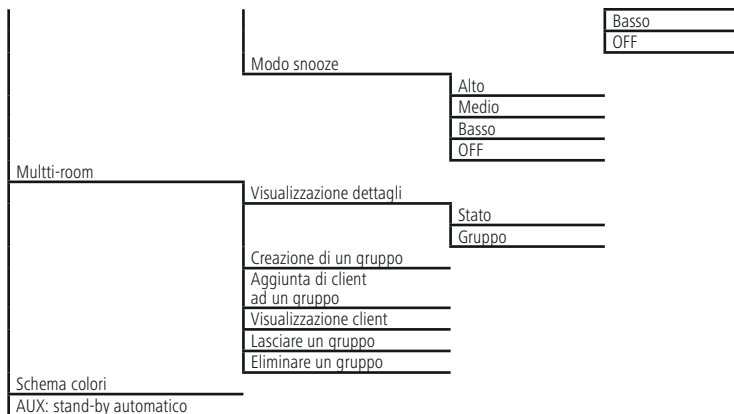 Basso
OFF
Modo snooze
Alto
Medio
Basso
OFF
Multti-room
Visualizzazione dettagli
Stato
Gruppo
Creazione di un gruppo
Aggiunta di client
ad un gruppo
Visualizzazione client
Lasciare un gruppo
Eliminare un gruppo
Schema colori
AUX: stand-by automatico